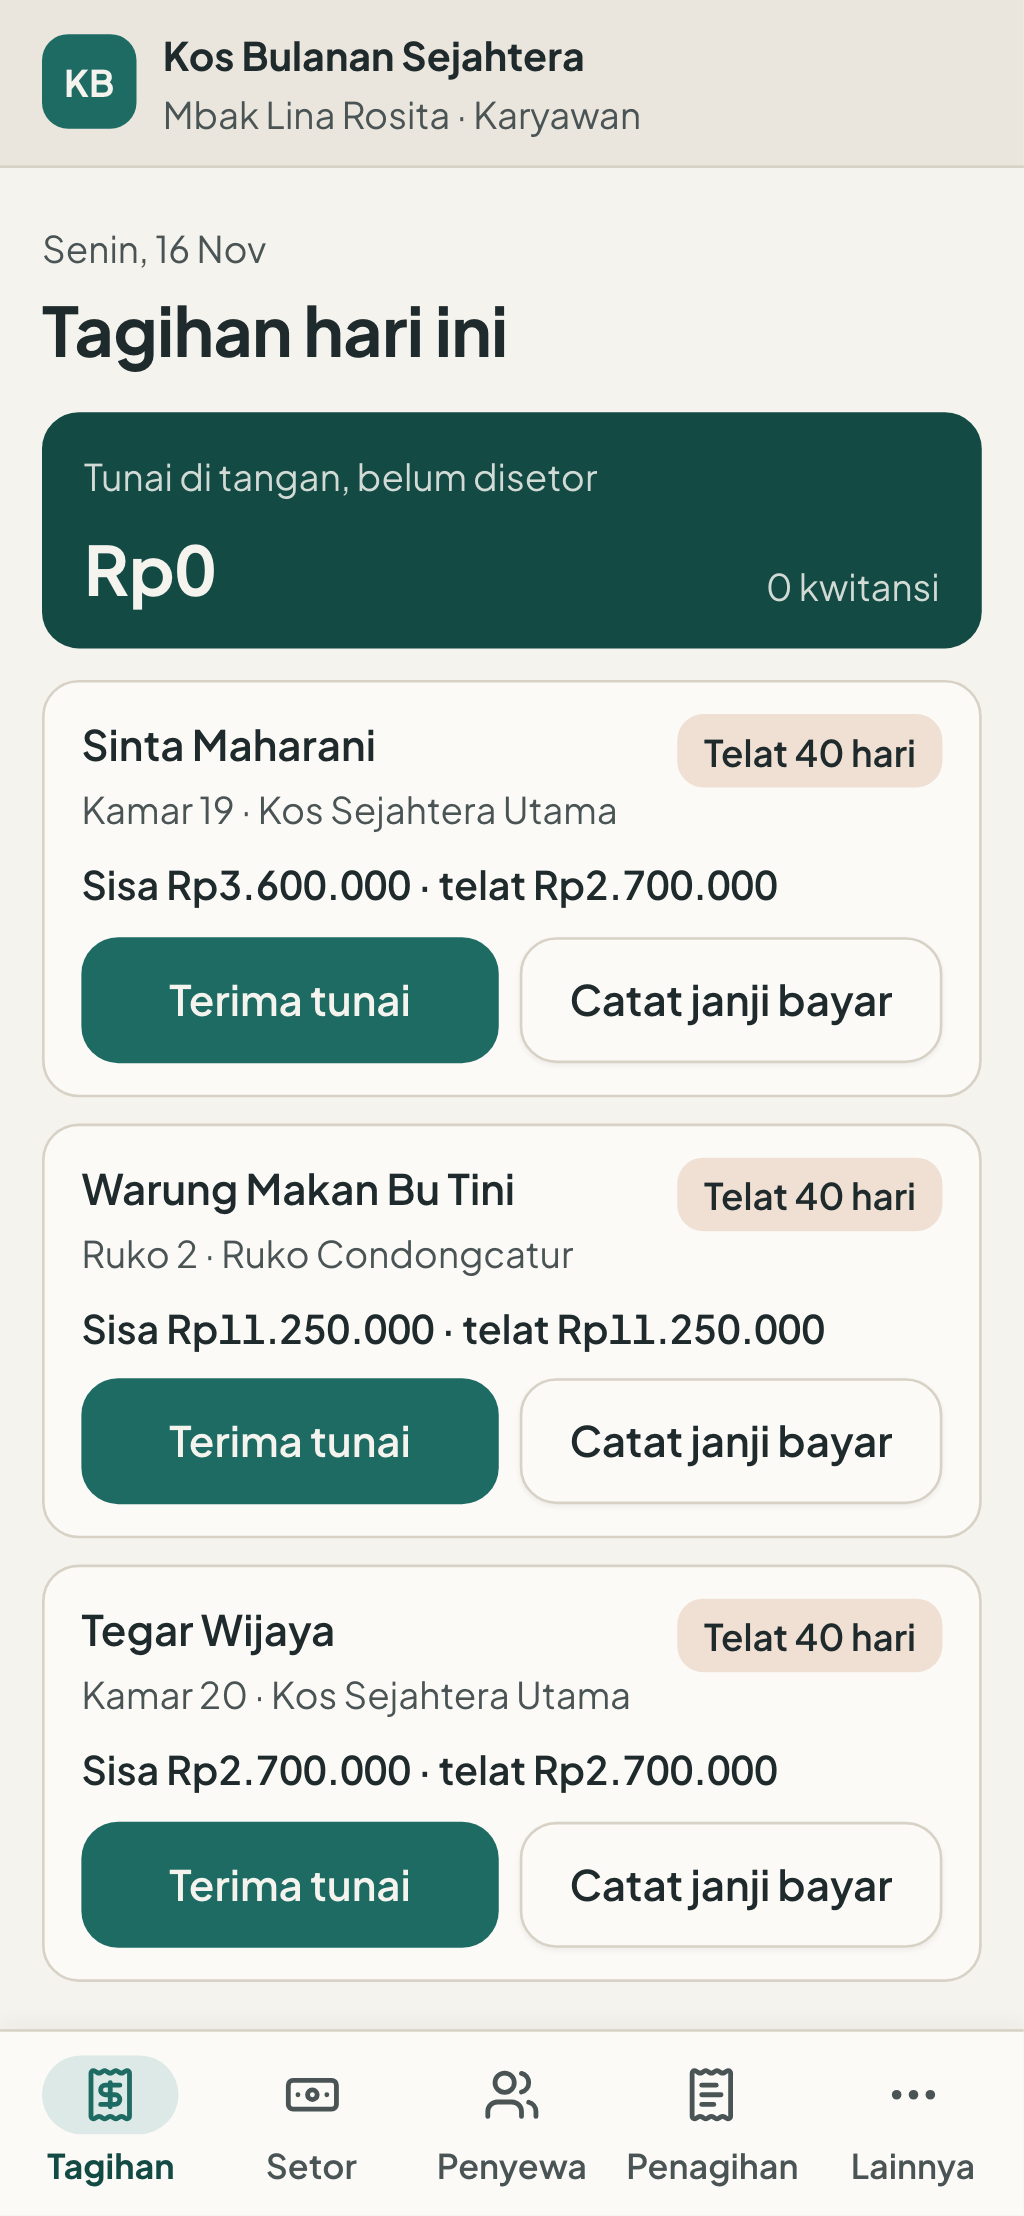 KB
Kos Bulanan Sejahtera
Mbak Lina Rosita · Karyawan
Senin, 16 Nov
Tagihan hari ini
Tunai di tangan, belum disetor
Rp0
0 kwitansi
Sinta Maharani
Telat 40 hari
Kamar 19 · Kos Sejahtera Utama
Sisa Rp3.600.000 · telat Rp2.700.000
Terima tunai
Catat janji bayar
Warung Makan Bu Tini
Telat 40 hari
Ruko 2 · Ruko Condongcatur
Sisa Rp11.250.000 · telat Rp11.250.000
Terima tunai
Catat janji bayar
Tegar Wijaya
Telat 40 hari
Kamar 20 · Kos Sejahtera Utama
Sisa Rp2.700.000 · telat Rp2.700.000
Terima tunai
Catat janji bayar
Tagihan
Setor
Penyewa
Penagihan
Lainnya